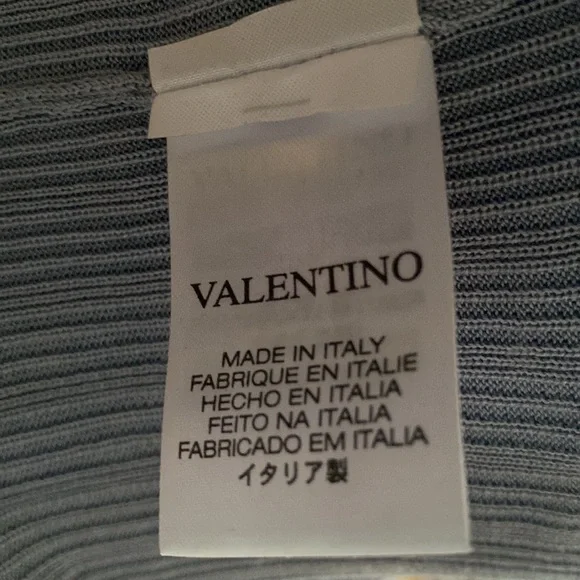 VALENTINO
MADE IN ITALY
FABRIQUE EN ITALIE
HECHO EN ITALIA
FEITO NA ITALIA
FABRICADO EM ITALIA
イタリア製